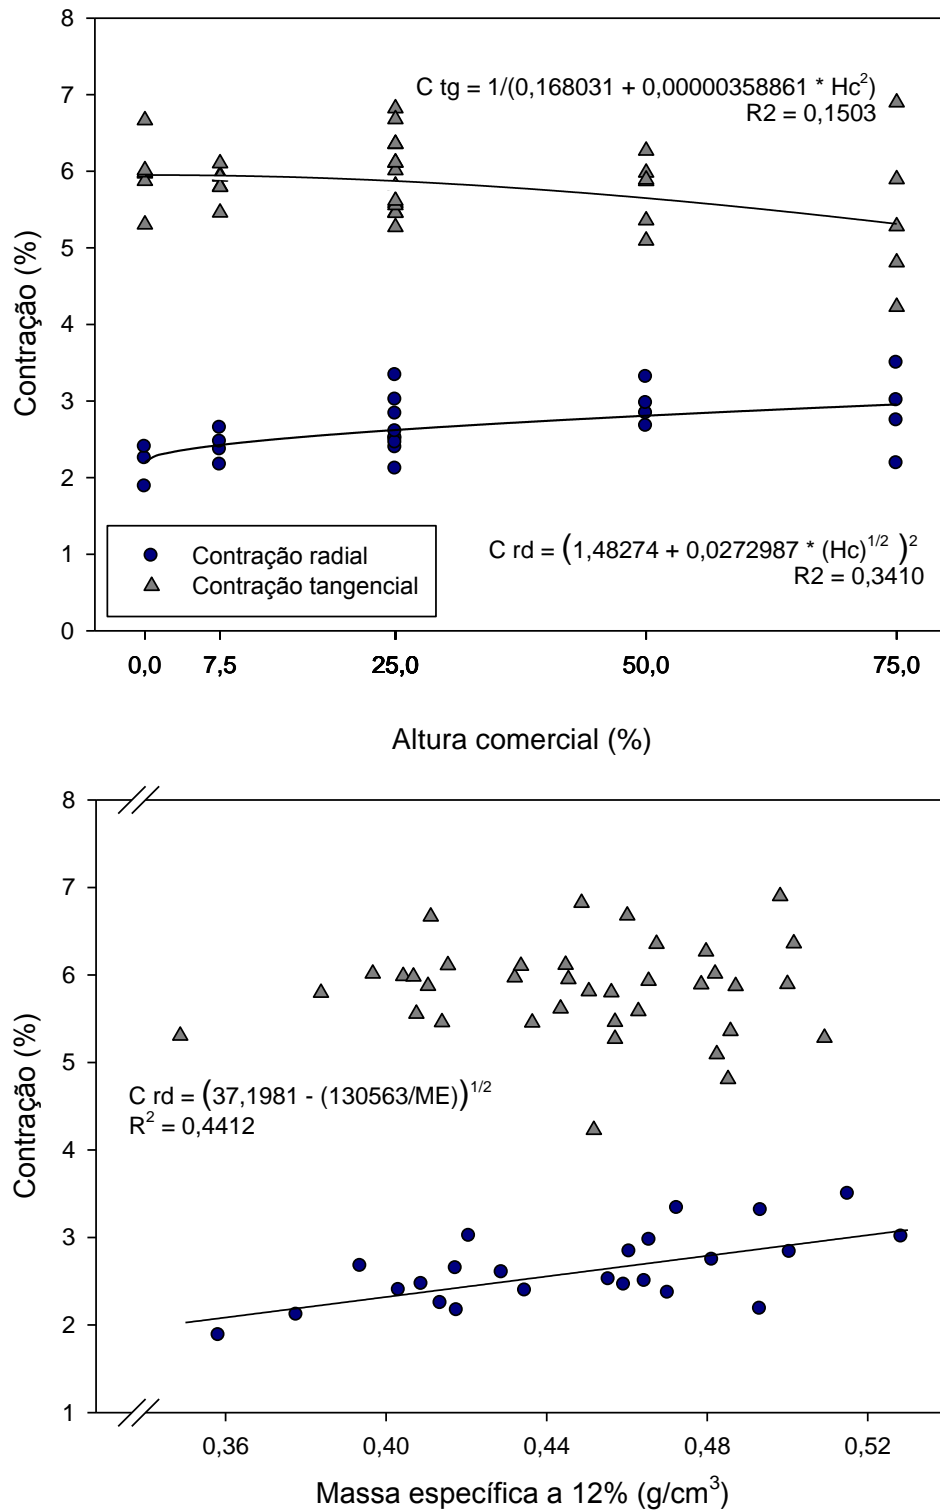 8
C tg = 1/(0,168031 + 0,00000358861 * Hc²)
R2 = 0,1503
7
6
5
4
3
2
1
0
Contração (%)
Contração radial
Contração tangencial
C rd = (1,48274 + 0,0272987 * (Hc)^1/2 )²
R2 = 0,3410
0,0 7,5 25,0 50,0 75,0
Altura comercial (%)
8
7
6
5
4
3
2
1
Contração (%)
C rd = (37,1981 - (130563/ME))^1/2
R² = 0,4412
0,36 0,40 0,44 0,48 0,52
Massa específica a 12% (g/cm³)